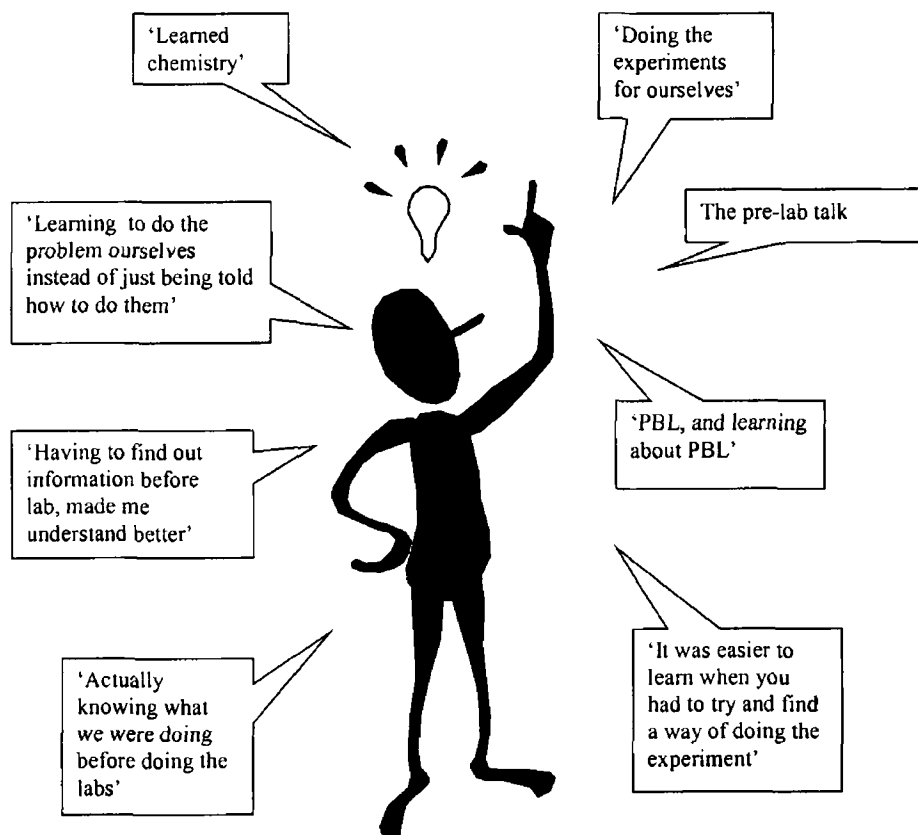 ‘Learned
chemistry’
‘Doing the
experiments
for ourselves’
The pre-lab talk
‘Learning to do the
problem ourselves
instead of just being told
how to do them’
‘PBL, and learning
about PBL’
‘Having to find out
information before
lab, made me
understand better’
‘It was easier to
learn when you
had to try and find
a way of doing the
experiment’
‘Actually
knowing what
we were doing
before doing the
labs’